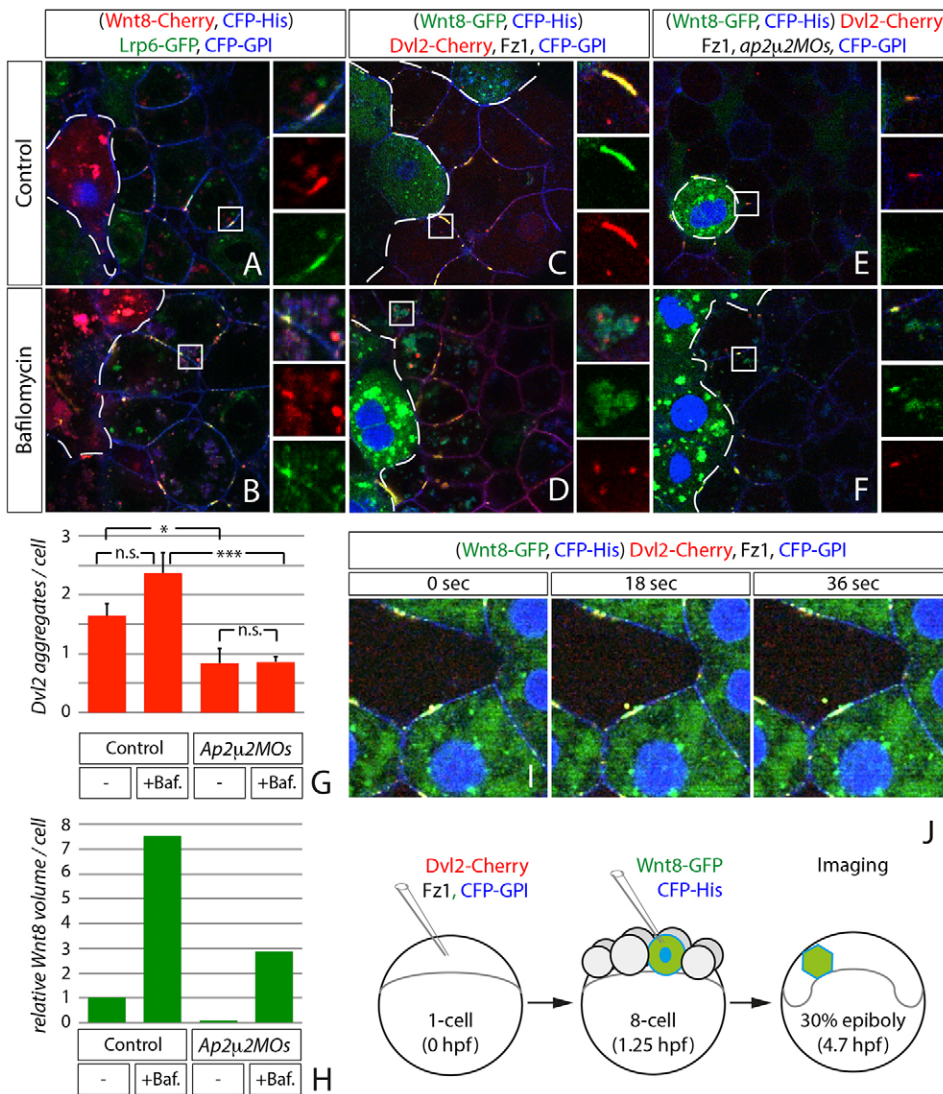 (Wnt8-Cherry, CFP-His)
Lrp6-GFP, CFP-GPI
(Wnt8-GFP, CFP-His)
Dvl2-Cherry, Fz1, CFP-GPI
(Wnt8-GFP, CFP-His) Dvl2-Cherry
Fz1, ap2µ2MOs, CFP-GPI
Control
A
C
E
Bafilomycin
B
D
F
Dvl2 aggregates / cell
3
2
1
0
*
n.s.
***
n.s.
Control
Ap2µ2MOs
-
+Baf.
-
+Baf.
G
(Wnt8-GFP, CFP-His) Dvl2-Cherry, Fz1, CFP-GPI
0 sec
18 sec
36 sec
J
relative Wnt8 volume / cell
8
7
6
5
4
3
2
1
0
Control
Ap2µ2MOs
-
+Baf.
-
+Baf.
H
Dvl2-Cherry
Fz1, CFP-GPI
Wnt8-GFP
CFP-His
Imaging
1-cell
(0 hpf)
8-cell
(1.25 hpf)
30% epiboly
(4.7 hpf)